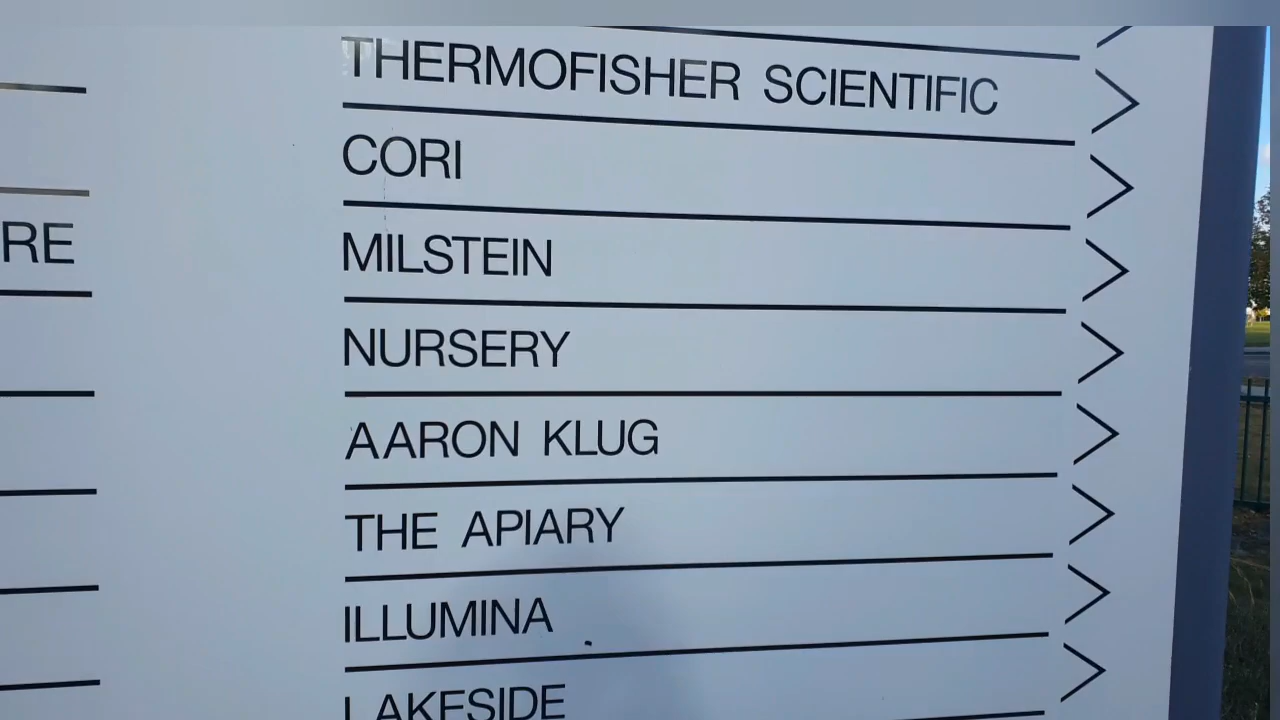 THERMOFISHER SCIENTIFIC
CORI
MILSTEIN
RE
NURSERY
AARON KLUG
THE APIARY
ILLUMINA
LAKESIDE